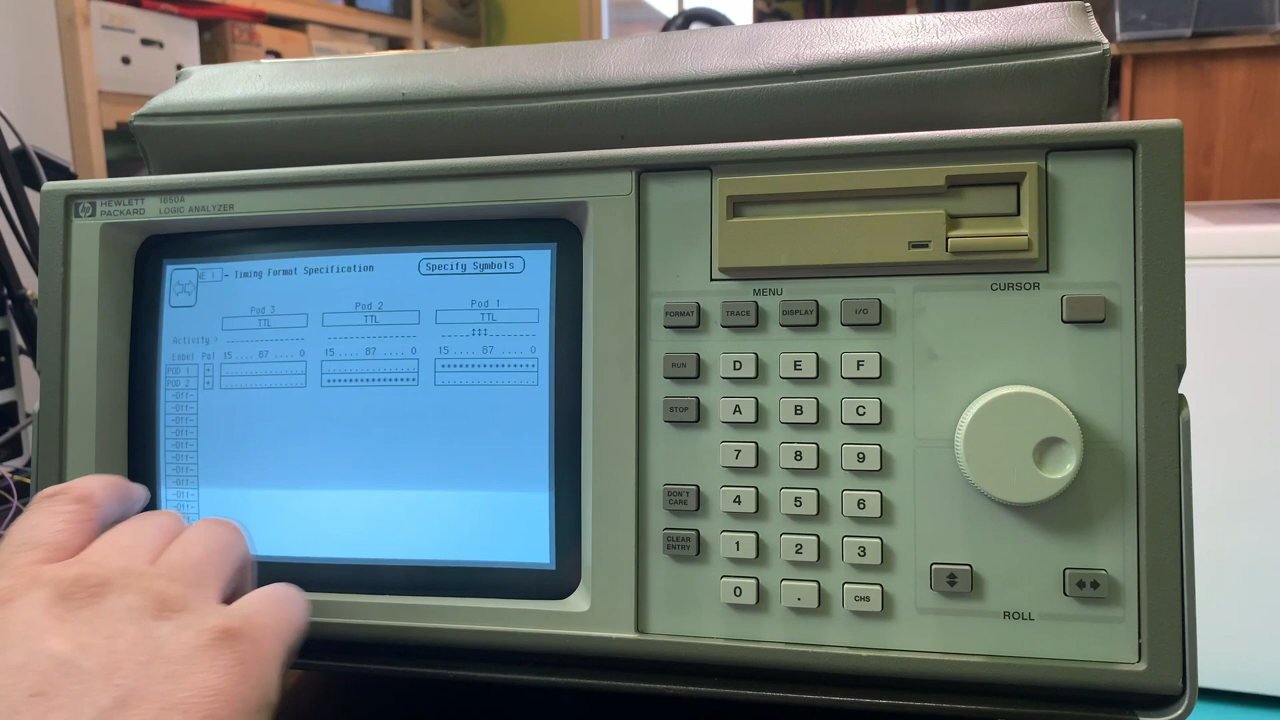 hp HEWLETT PACKARD
1650A
LOGIC ANALYZER
- Timing Format Specification
Specify Symbols
Pod 3
Pod 2
Pod 1
TTL
TTL
TTL
Activity >
Label Pol
15 .... 87 .... 0
15 .... 87 .... 0
15 .... 87 .... 0
POD 1 + ................ ................ ****************
POD 2 + ................ **************** ................
-Off-
-Off-
-Off-
-Off-
-Off-
-Off-
-Off-
-Off-
-Off-
-Off-
MENU
CURSOR
FORMAT
TRACE
DISPLAY
I/O
RUN
D
E
F
STOP
A
B
C
7
8
9
DON'T CARE
4
5
6
CLEAR ENTRY
1
2
3
0
.
CHS
ROLL